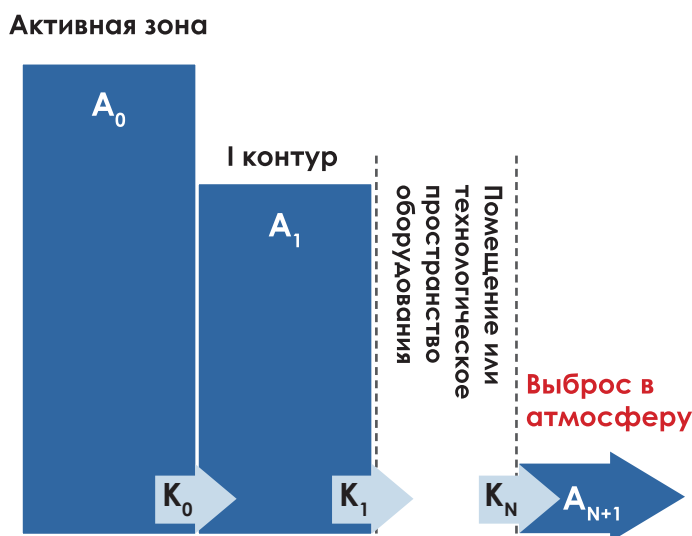 Активная зона
A0
I контур
A1
Помещение или
технологическое
пространство
оборудования
Выброс в
атмосферу
K0
K1
KN
AN+1